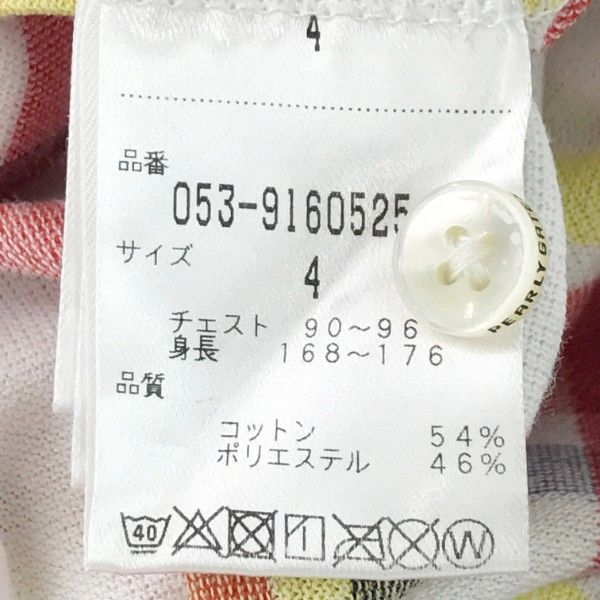 4
品番
053-9160525
サイズ
4
チェスト 90～96
身長 168～176
品質
コットン 54%
ポリエステル 46%
40
W
PEARLY GATES